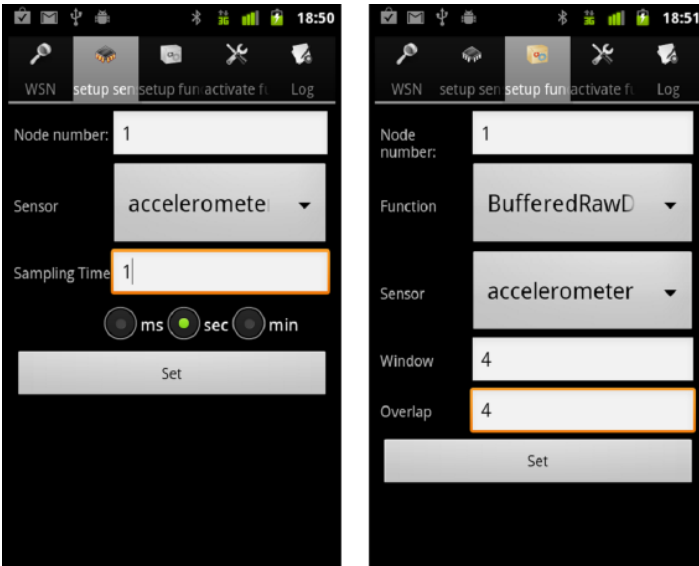 18:50
WSN setup sen setup fun activate fu Log
Node number: 1
Sensor accelerometer
Sampling Time 1
ms sec min
Set
18:51
WSN setup sen setup fun activate fu Log
Node
number: 1
Function BufferedRawD
Sensor accelerometer
Window 4
Overlap 4
Set